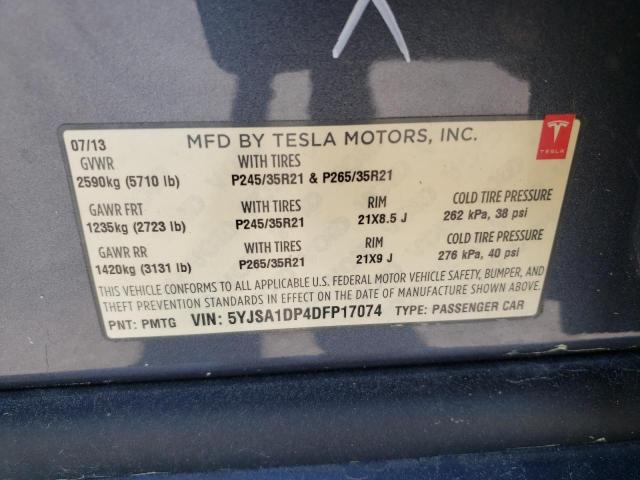 07/13 MFD BY TESLA MOTORS, INC.
TESLA
GVWR WITH TIRES
2590kg (5710 lb) P245/35R21 & P265/35R21
GAWR FRT WITH TIRES RIM COLD TIRE PRESSURE
1235kg (2723 lb) P245/35R21 21X8.5 J 262 kPa, 38 psi
GAWR RR WITH TIRES RIM COLD TIRE PRESSURE
1420kg (3131 lb) P265/35R21 21X9 J 276 kPa, 40 psi
THIS VEHICLE CONFORMS TO ALL APPLICABLE U.S. FEDERAL MOTOR VEHICLE SAFETY, BUMPER, AND
THEFT PREVENTION STANDARDS IN EFFECT ON THE DATE OF MANUFACTURE SHOWN ABOVE.
PNT: PMTG VIN: 5YJSA1DP4DFP17074 TYPE: PASSENGER CAR